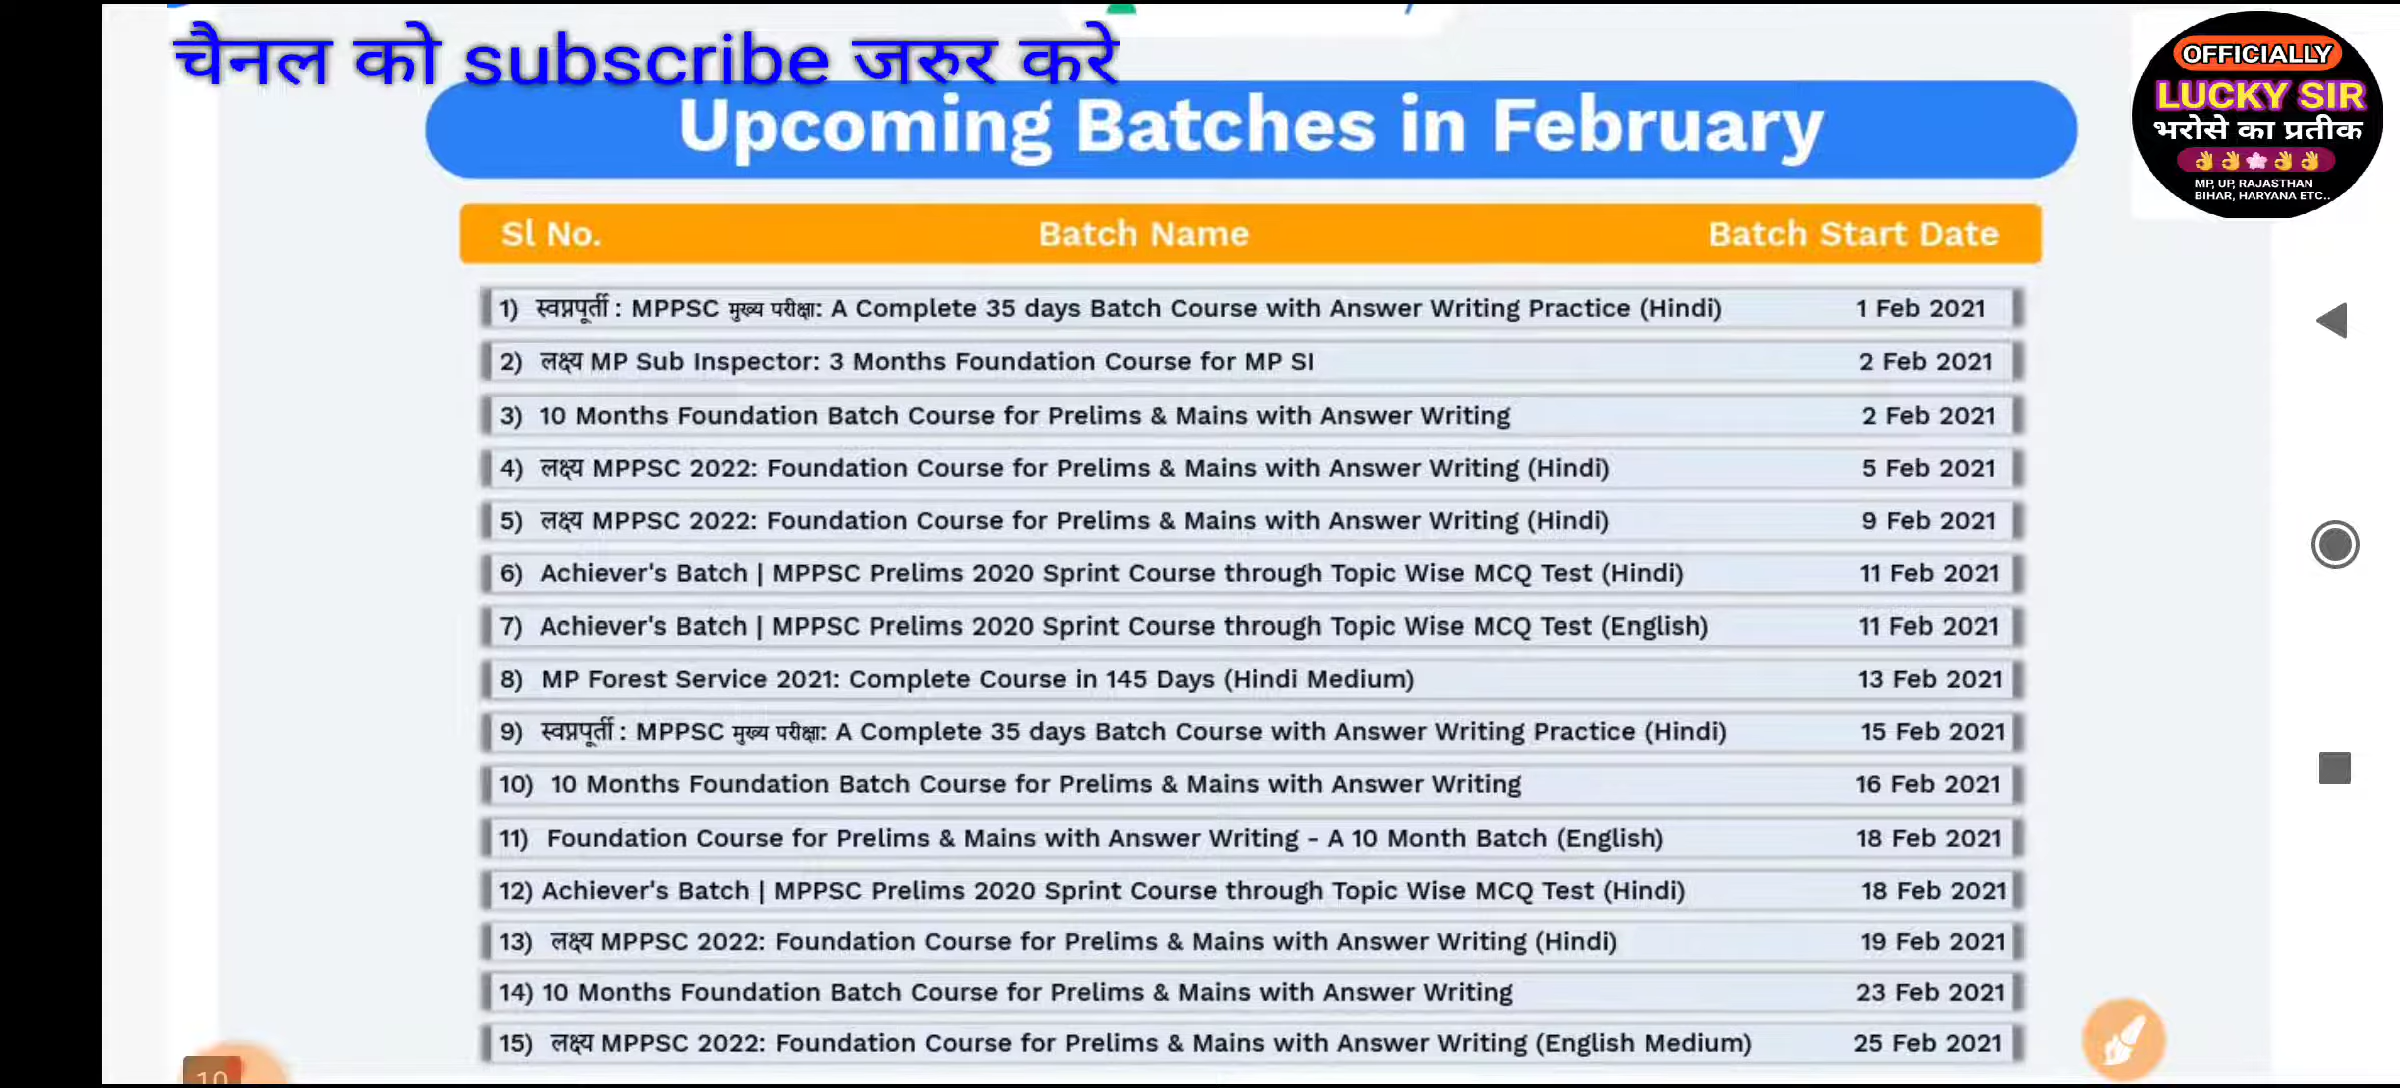 चैनल को subscribe जरुर करे
OFFICIALLY
LUCKY SIR
भरोसे का प्रतीक
MP, UP, RAJASTHAN
BIHAR, HARYANA ETC..
Upcoming Batches in February
Sl No. Batch Name Batch Start Date
1) स्वप्नपूर्ती : MPPSC मुख्य परीक्षा: A Complete 35 days Batch Course with Answer Writing Practice (Hindi) 1 Feb 2021
2) लक्ष्य MP Sub Inspector: 3 Months Foundation Course for MP SI 2 Feb 2021
3) 10 Months Foundation Batch Course for Prelims & Mains with Answer Writing 2 Feb 2021
4) लक्ष्य MPPSC 2022: Foundation Course for Prelims & Mains with Answer Writing (Hindi) 5 Feb 2021
5) लक्ष्य MPPSC 2022: Foundation Course for Prelims & Mains with Answer Writing (Hindi) 9 Feb 2021
6) Achiever's Batch | MPPSC Prelims 2020 Sprint Course through Topic Wise MCQ Test (Hindi) 11 Feb 2021
7) Achiever's Batch | MPPSC Prelims 2020 Sprint Course through Topic Wise MCQ Test (English) 11 Feb 2021
8) MP Forest Service 2021: Complete Course in 145 Days (Hindi Medium) 13 Feb 2021
9) स्वप्नपूर्ती : MPPSC मुख्य परीक्षा: A Complete 35 days Batch Course with Answer Writing Practice (Hindi) 15 Feb 2021
10) 10 Months Foundation Batch Course for Prelims & Mains with Answer Writing 16 Feb 2021
11) Foundation Course for Prelims & Mains with Answer Writing - A 10 Month Batch (English) 18 Feb 2021
12) Achiever's Batch | MPPSC Prelims 2020 Sprint Course through Topic Wise MCQ Test (Hindi) 18 Feb 2021
13) लक्ष्य MPPSC 2022: Foundation Course for Prelims & Mains with Answer Writing (Hindi) 19 Feb 2021
14) 10 Months Foundation Batch Course for Prelims & Mains with Answer Writing 23 Feb 2021
15) लक्ष्य MPPSC 2022: Foundation Course for Prelims & Mains with Answer Writing (English Medium) 25 Feb 2021